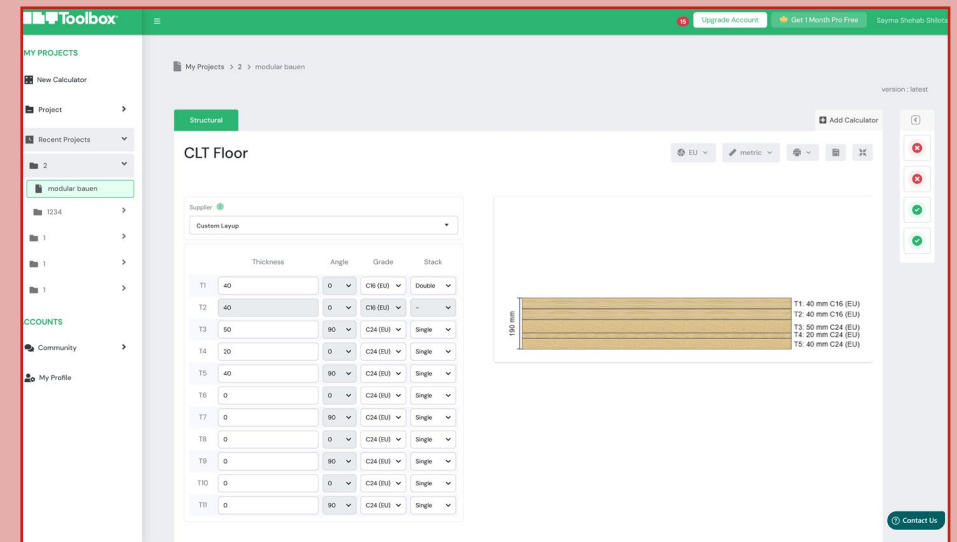 Toolbox
15
Upgrade Account
Get 1 Month Pro Free
Sayma Shehab Shilota
MY PROJECTS
New Calculator
Project
Recent Projects
2
modular bauen
1234
1
1
1
ACCOUNTS
Community
My Profile
My Projects > 2 > modular bauen
version : latest
Structural
Add Calculator
CLT Floor
EU
metric
Supplier
Custom Layup
Thickness Angle Grade Stack
T1 40 0 C16 (EU) Double
T2 40 0 C16 (EU) -
T3 50 90 C24 (EU) Single
T4 20 0 C24 (EU) Single
T5 40 90 C24 (EU) Single
T6 0 0 C24 (EU) Single
T7 0 90 C24 (EU) Single
T8 0 0 C24 (EU) Single
T9 0 90 C24 (EU) Single
T10 0 0 C24 (EU) Single
T11 0 90 C24 (EU) Single
190 mm
T1: 40 mm C16 (EU)
T2: 40 mm C16 (EU)
T3: 50 mm C24 (EU)
T4: 20 mm C24 (EU)
T5: 40 mm C24 (EU)
Contact Us